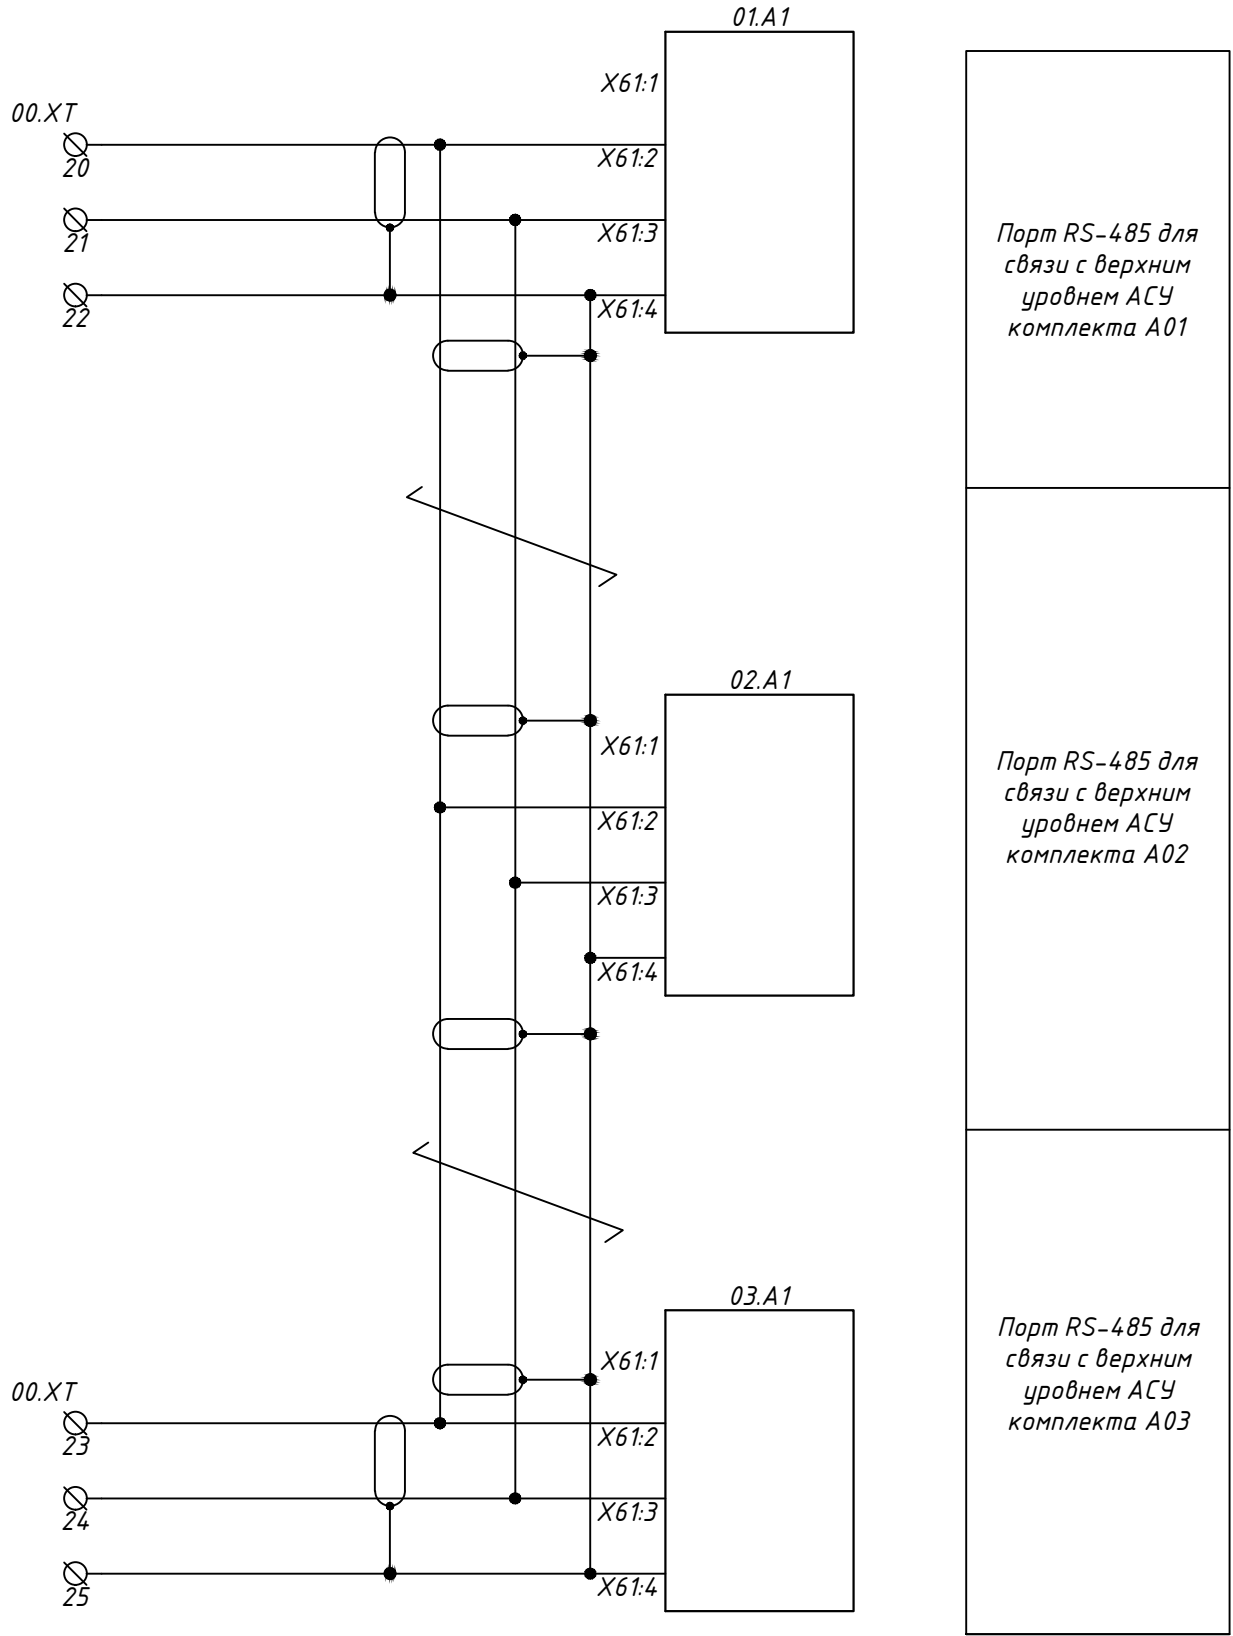 01.A1
X61:1
00.XT
20
X61:2
21
X61:3
22
X61:4
Порт RS-485 для
связи с верхним
уровнем АСУ
комплекта А01
02.A1
X61:1
X61:2
X61:3
X61:4
Порт RS-485 для
связи с верхним
уровнем АСУ
комплекта А02
03.A1
X61:1
00.XT
23
X61:2
24
X61:3
25
X61:4
Порт RS-485 для
связи с верхним
уровнем АСУ
комплекта А03